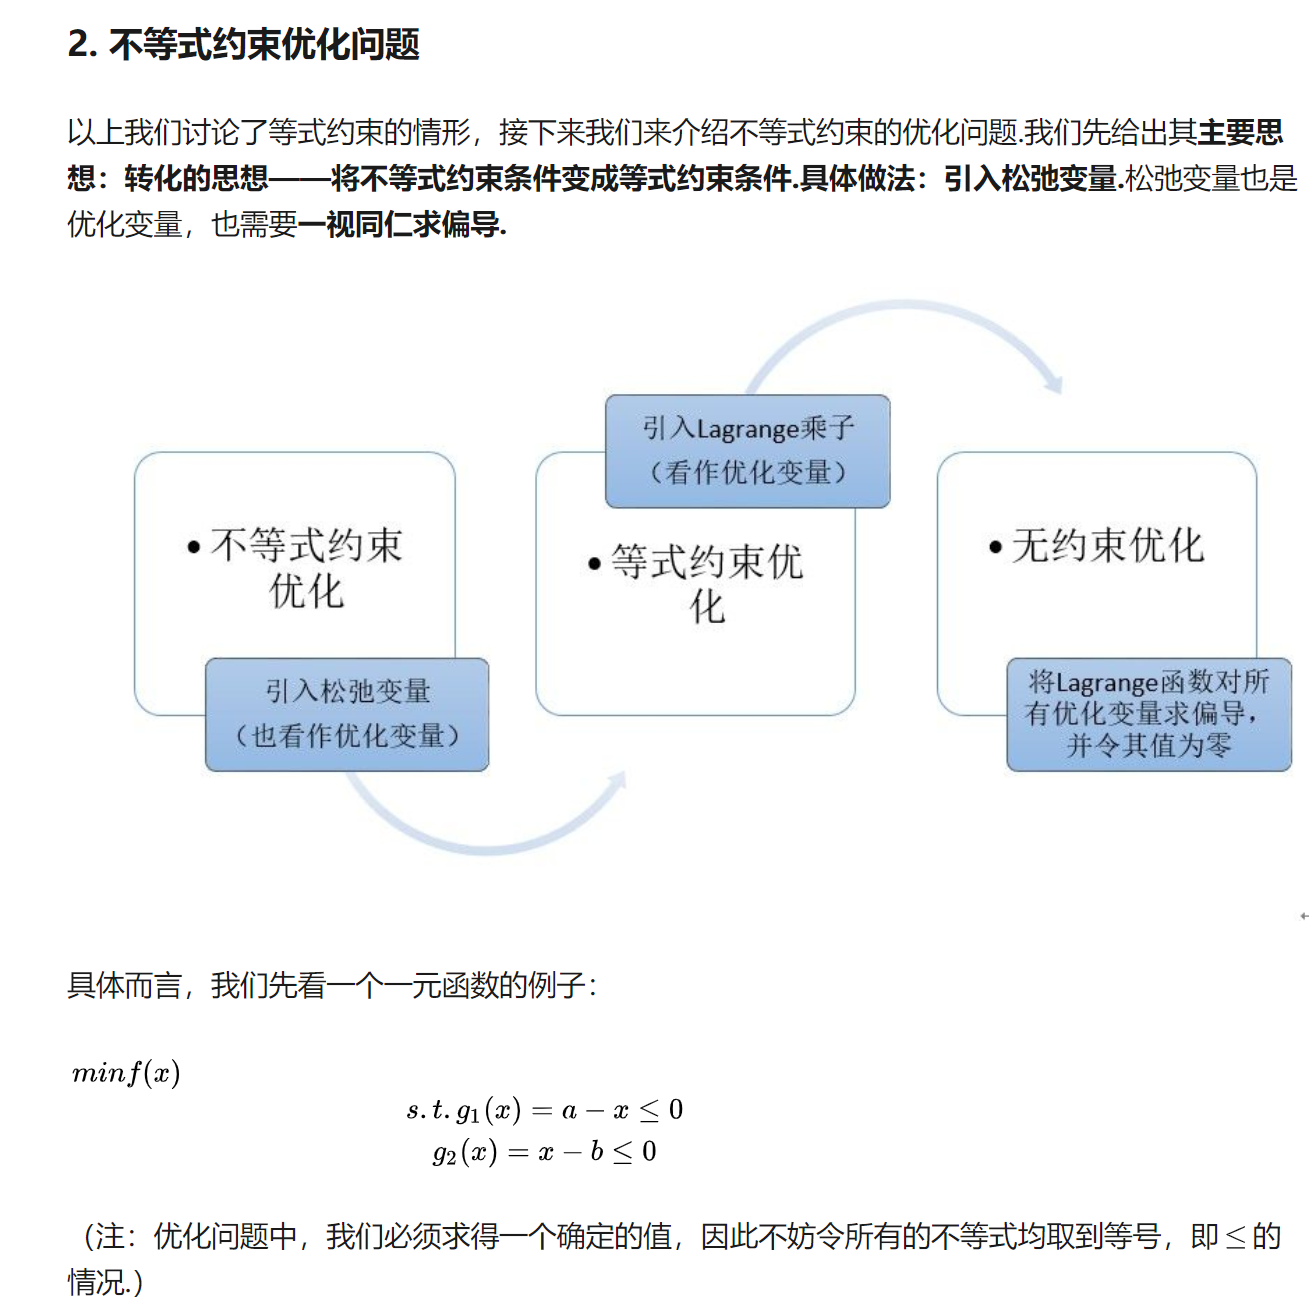 2. 不等式约束优化问题
以上我们讨论了等式约束的情形，接下来我们来介绍不等式约束的优化问题.我们先给出其主要思
想：转化的思想——将不等式约束条件变成等式约束条件.具体做法：引入松弛变量.松弛变量也是
优化变量，也需要一视同仁求偏导.
引入Lagrange乘子
（看作优化变量）
• 不等式约束
优化
• 等式约束优
化
• 无约束优化
引入松弛变量
（也看作优化变量）
将Lagrange函数对所
有优化变量求偏导，
并令其值为零
具体而言，我们先看一个一元函数的例子：
minf(x)
s.t.g₁(x) = a − x ≤ 0
g₂(x) = x − b ≤ 0
（注：优化问题中，我们必须求得一个确定的值，因此不妨令所有的不等式均取到等号，即 ≤ 的
情况.）